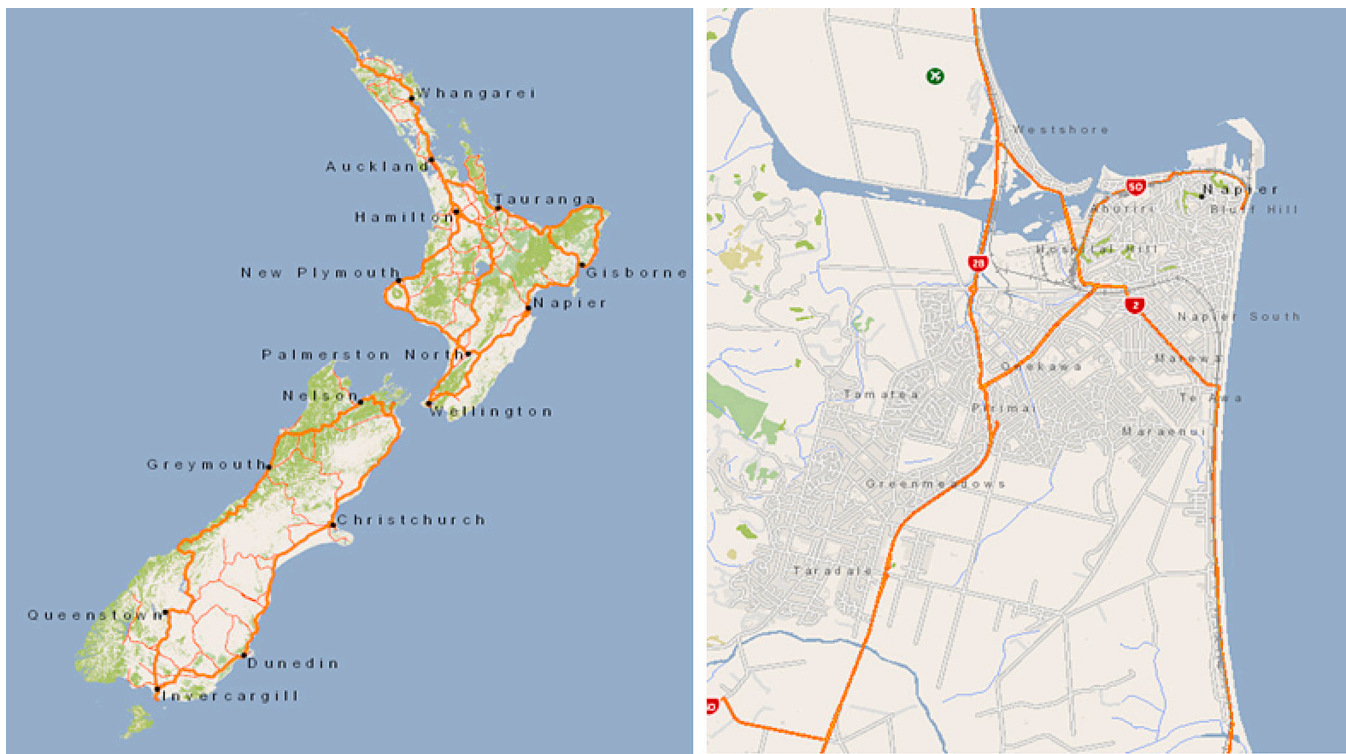 Whangarei
Auckland
Tauranga
Hamilton
New Plymouth
Gisborne
Napier
Palmerston North
Nelson
Wellington
Greymouth
Christchurch
Queenstown
Dunedin
Invercargill
Westshore
50
Napier
Ahuriri
Bluff Hill
Hospital Hill
2B
2
Napier South
Marewa
Onekawa
Tamatea
Te Awa
Pirimai
Maraenui
Greenmeadows
Taradale